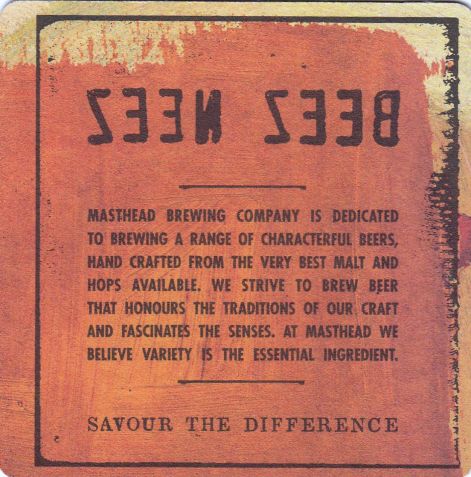 BEEZ NEEZ
MASTHEAD BREWING COMPANY IS DEDICATED
TO BREWING A RANGE OF CHARACTERFUL BEERS,
HAND CRAFTED FROM THE VERY BEST MALT AND
HOPS AVAILABLE. WE STRIVE TO BREW BEER
THAT HONOURS THE TRADITIONS OF OUR CRAFT
AND FASCINATES THE SENSES. AT MASTHEAD WE
BELIEVE VARIETY IS THE ESSENTIAL INGREDIENT.
SAVOUR THE DIFFERENCE